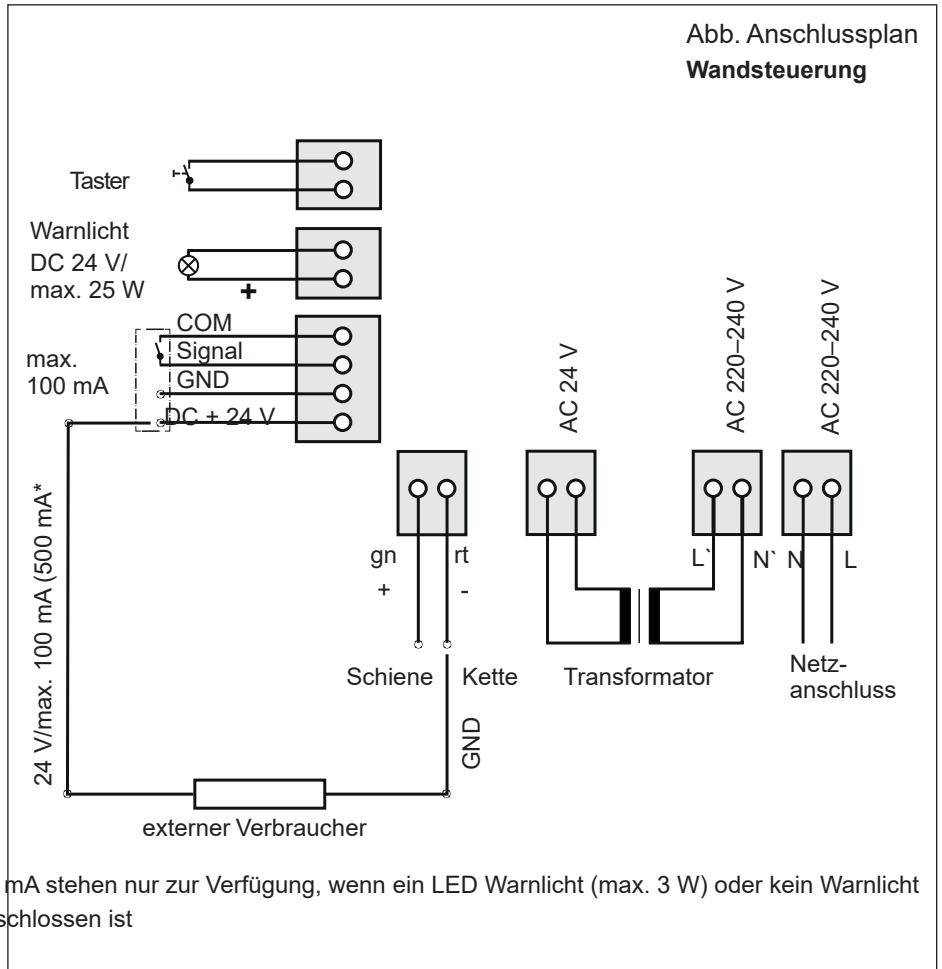 Abb. Anschlussplan
Wandsteuerung
Taster
Warnlicht
DC 24 V/
max. 25 W
+
COM
Signal
GND
DC + 24 V
max.
100 mA
24 V/max. 100 mA (500 mA*
AC 24 V
AC 220–240 V
AC 220–240 V
gn
rt
+
-
L`
N`
N
L
Schiene
Kette
Transformator
Netz-
anschluss
GND
externer Verbraucher
mA stehen nur zur Verfügung, wenn ein LED Warnlicht (max. 3 W) oder kein Warnlicht
schlossen ist